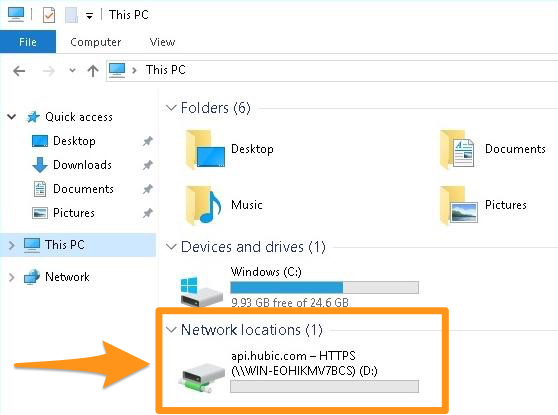 This PC
File
Computer
View
This PC
Quick access
Desktop
Downloads
Documents
Pictures
This PC
Network
Folders (6)
Desktop
Documents
Music
Pictures
Devices and drives (1)
Windows (C:)
9.93 GB free of 24.6 GB
Network locations (1)
api.hubic.com – HTTPS
(\\WIN-EOHIKMV7BCS) (D:)